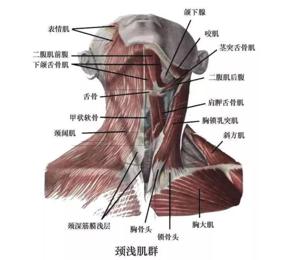 表情肌
二腹肌前腹
下颌舌骨肌
舌骨
甲状软骨
颈阔肌
颈深筋膜浅层
颌下腺
咬肌
茎突舌骨肌
二腹肌后腹
肩胛舌骨肌
胸锁乳突肌
斜方肌
胸骨头
锁骨头
胸大肌
颈浅肌群